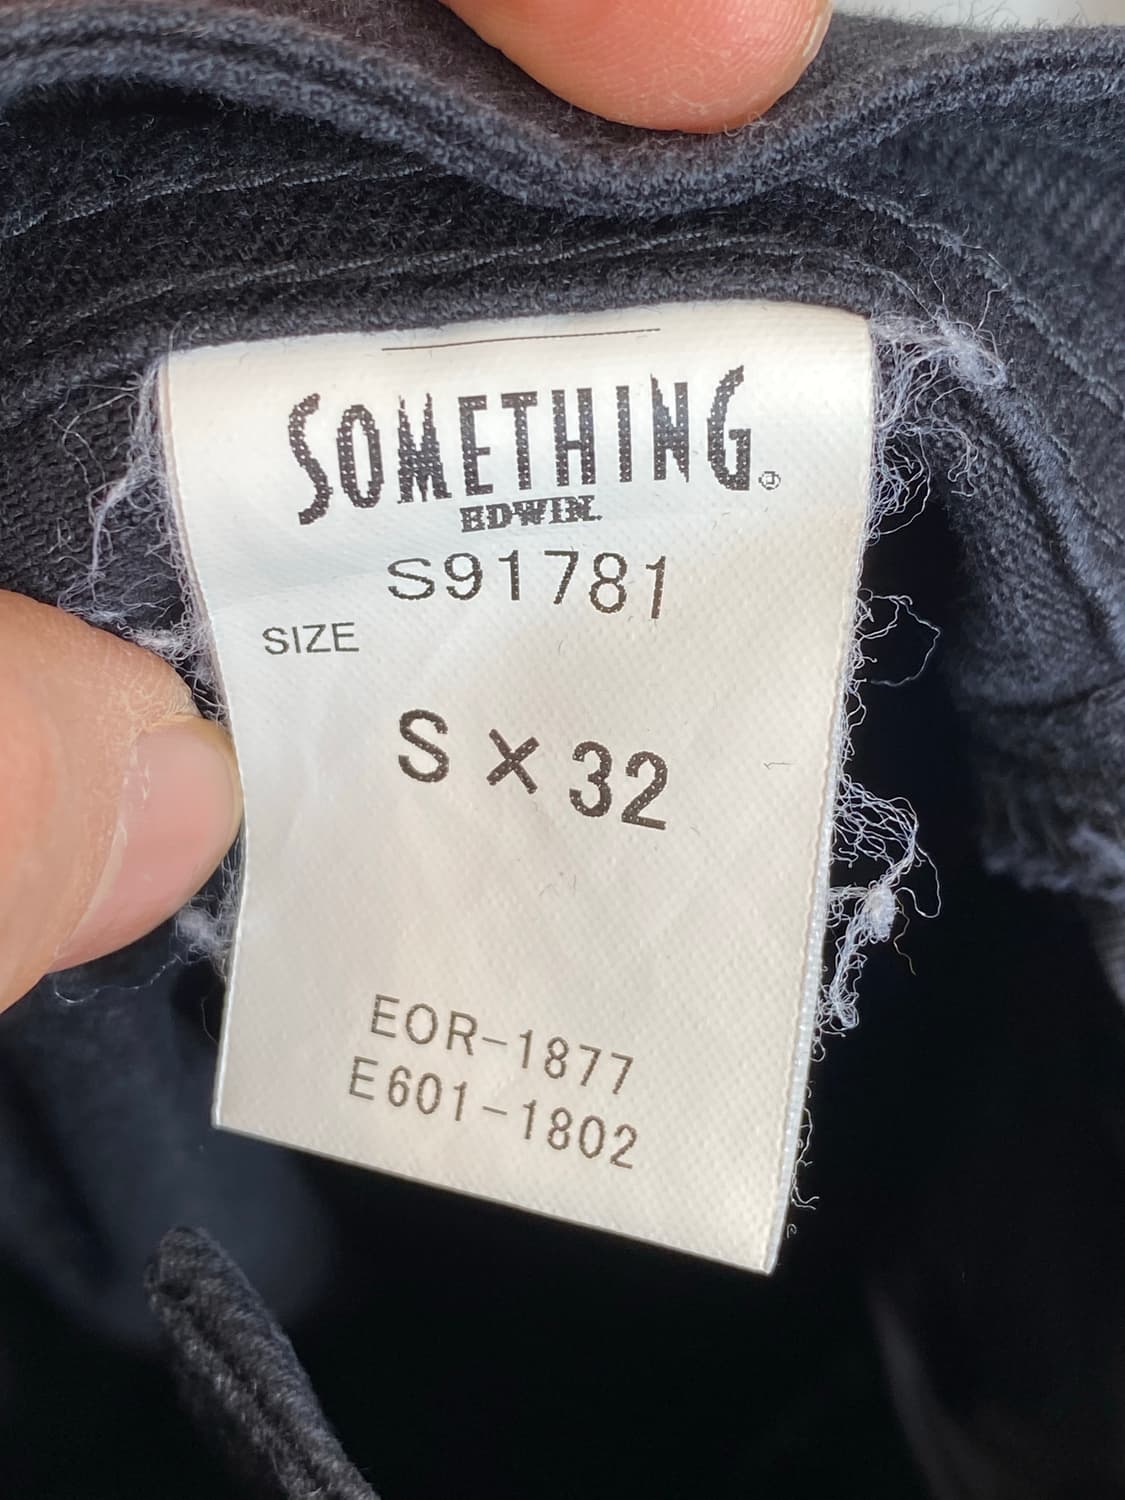 SOMETHING®
EDWIN.
S91781
SIZE
S×32
EOR-1877
E601-1802